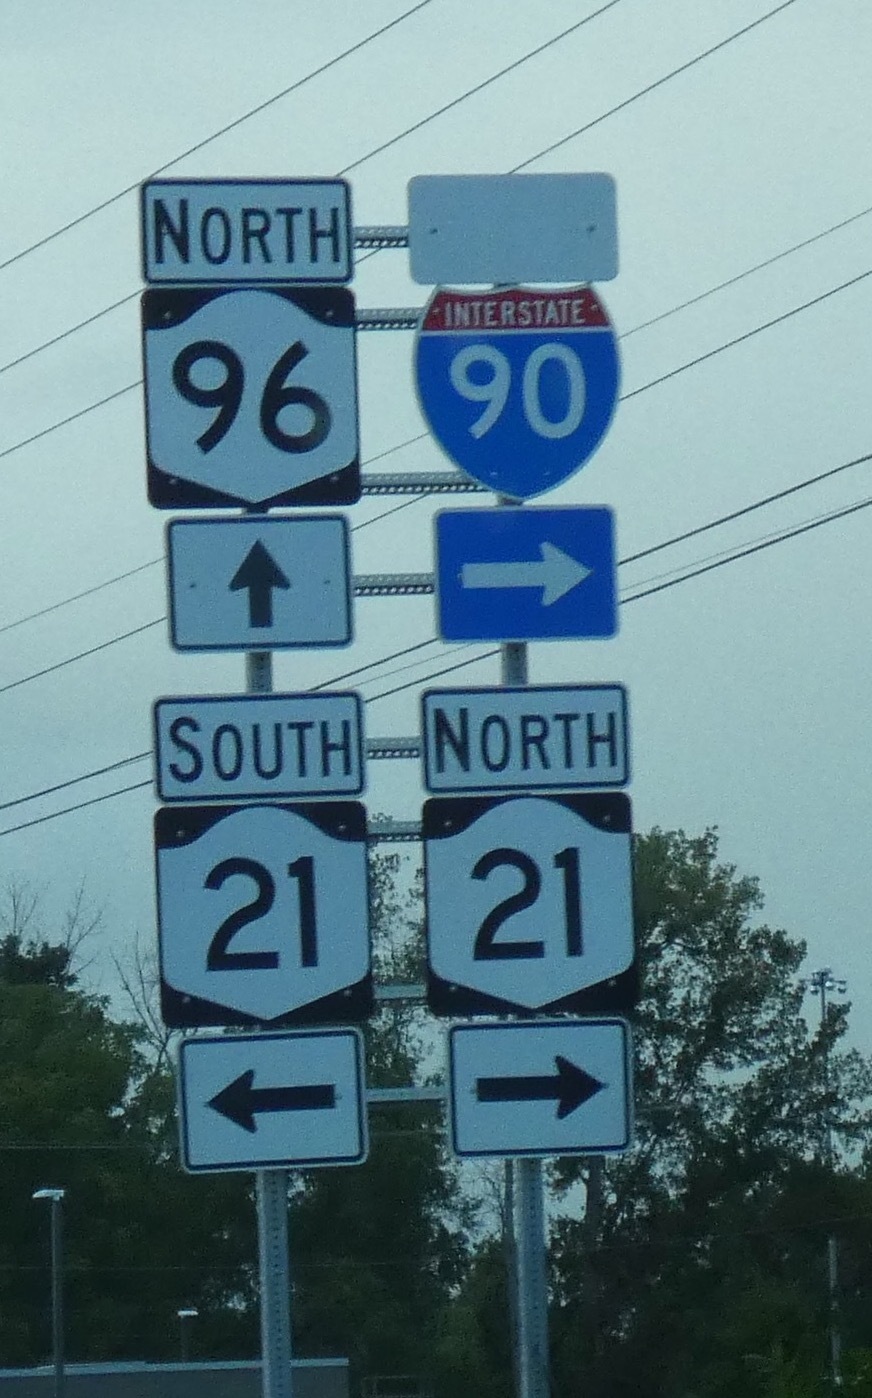 NORTH
96
INTERSTATE
90
SOUTH
21
NORTH
21